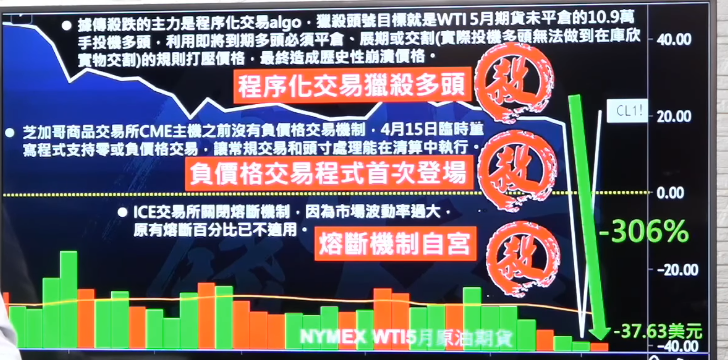 據傳殺跌的主力是程序化交易algo，獵殺頭號目標就是WTI 5月期貨未平倉的10.9萬
手投機多頭，利用即將到期多頭必須平倉、展期或交割(實際投機多頭無法做到在庫欣
實物交割)的規則打壓價格，最終造成歷史性崩潰價格。
程序化交易獵殺多頭
殺
芝加哥商品交易所CME主機之前沒有負價格交易機制，4月15日臨時重
寫程式支持零或負價格交易，讓常規交易和頭寸處理能在清算中執行。
負價格交易程式首次登場
殺
ICE交易所關閉熔斷機制，因為市場波動率過大，
原有熔斷百分比已不適用。
熔斷機制自宮
殺
40.00
CL1!
20.00
0.00
-306%
-20.00
-37.63美元
-40.00
NYMEX WTI5月原油期貨